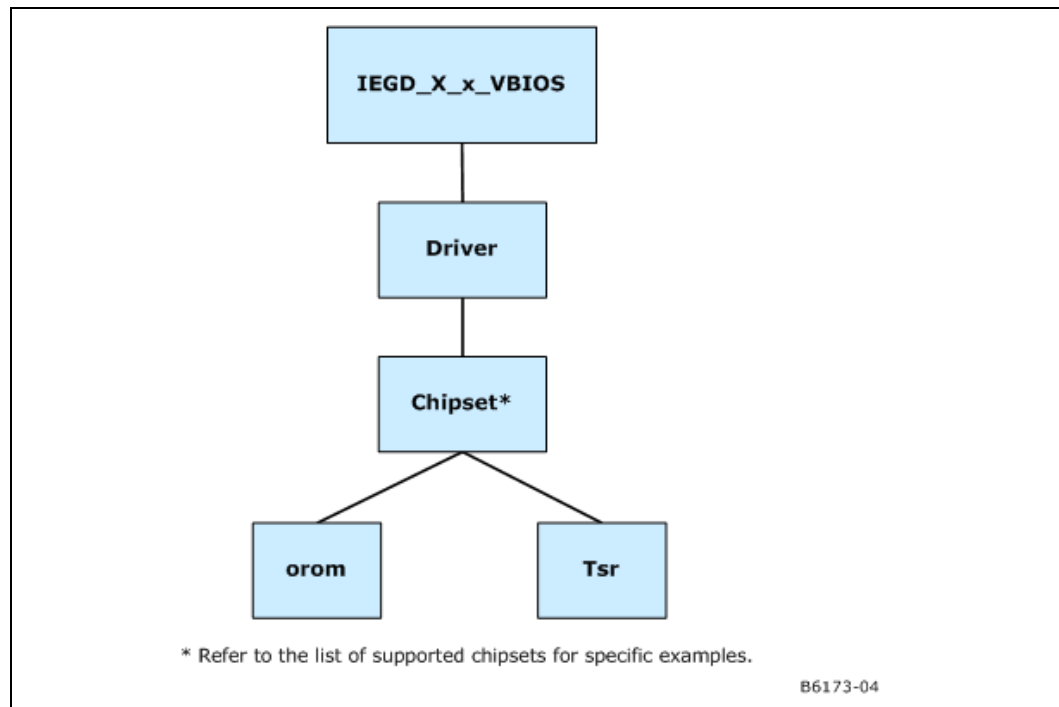 IEGD_X_x_VBIOS
Driver
Chipset*
orom
Tsr
* Refer to the list of supported chipsets for specific examples.
B6173-04